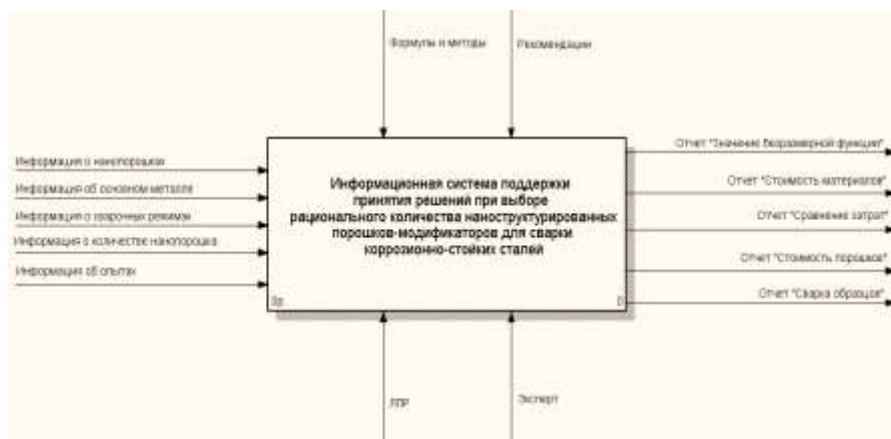 Формулы и методы
Рекомендации
Информация о нанопорошках
Информация об основном металле
Информация о сварочных режимах
Информация о количестве нанопорошка
Информация об опытах
Информационная система поддержки
принятия решений при выборе
рационального количества наноструктурированных
порошков-модификаторов для сварки
коррозионно-стойких сталей
0р.
0
Отчет "Значение безразмерной функции"
Отчет "Стоимость материалов"
Отчет "Сравнение затрат"
Отчет "Стоимость порошков"
Отчет "Сварка образцов"
ЛПР
Эксперт